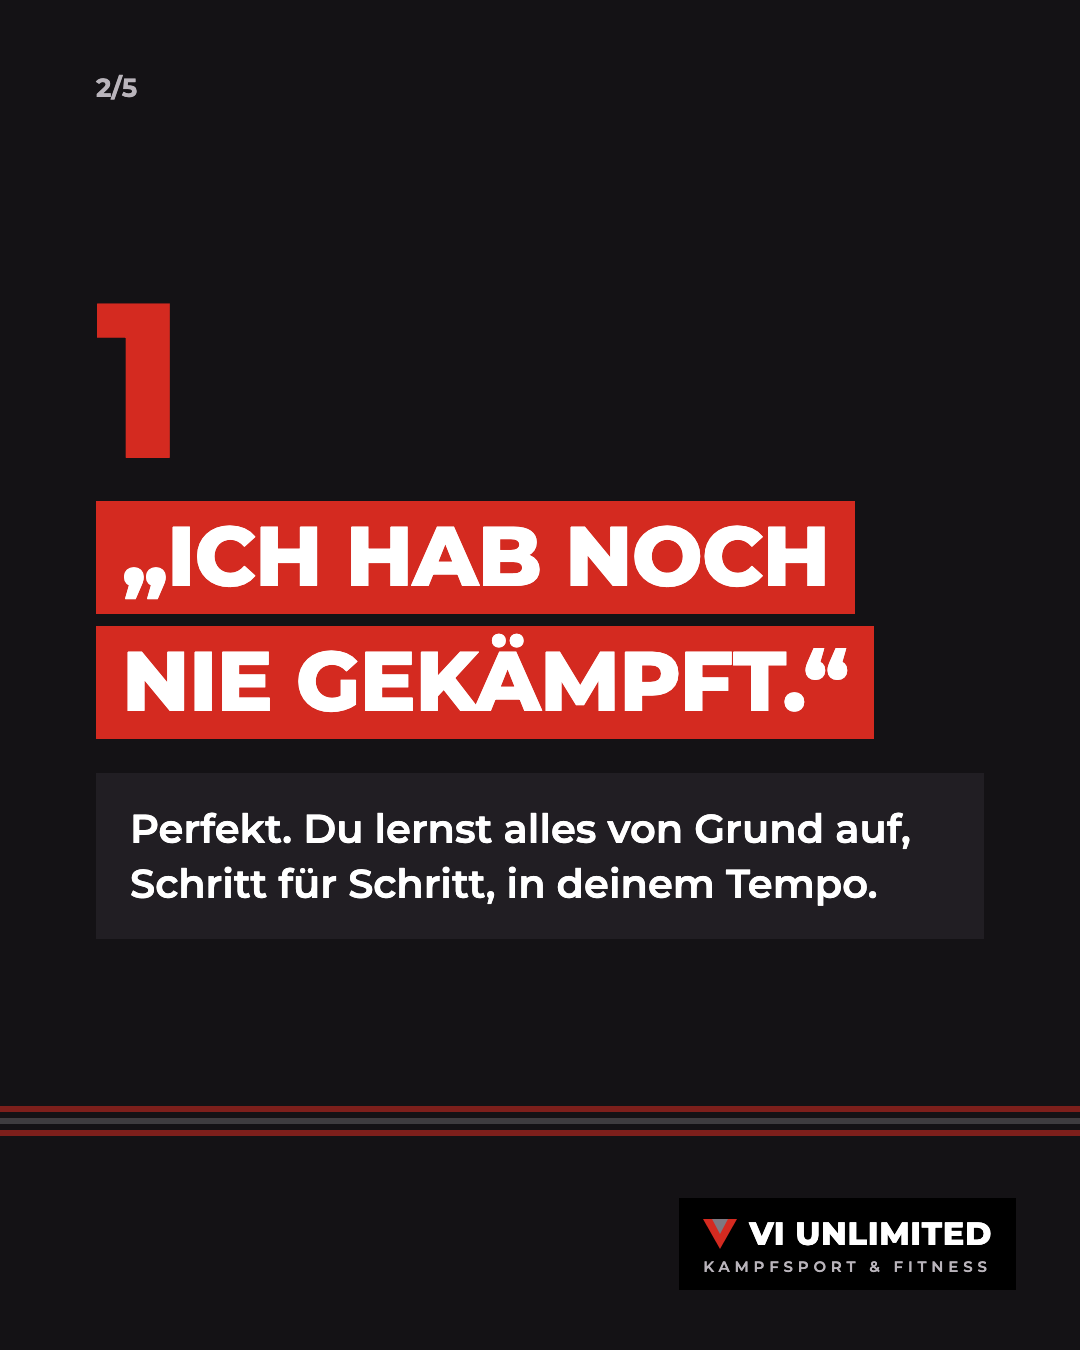 2/5
1
„ICH HAB NOCH
NIE GEKÄMPFT.“
Perfekt. Du lernst alles von Grund auf,
Schritt für Schritt, in deinem Tempo.
VI UNLIMITED
KAMPFSPORT & FITNESS